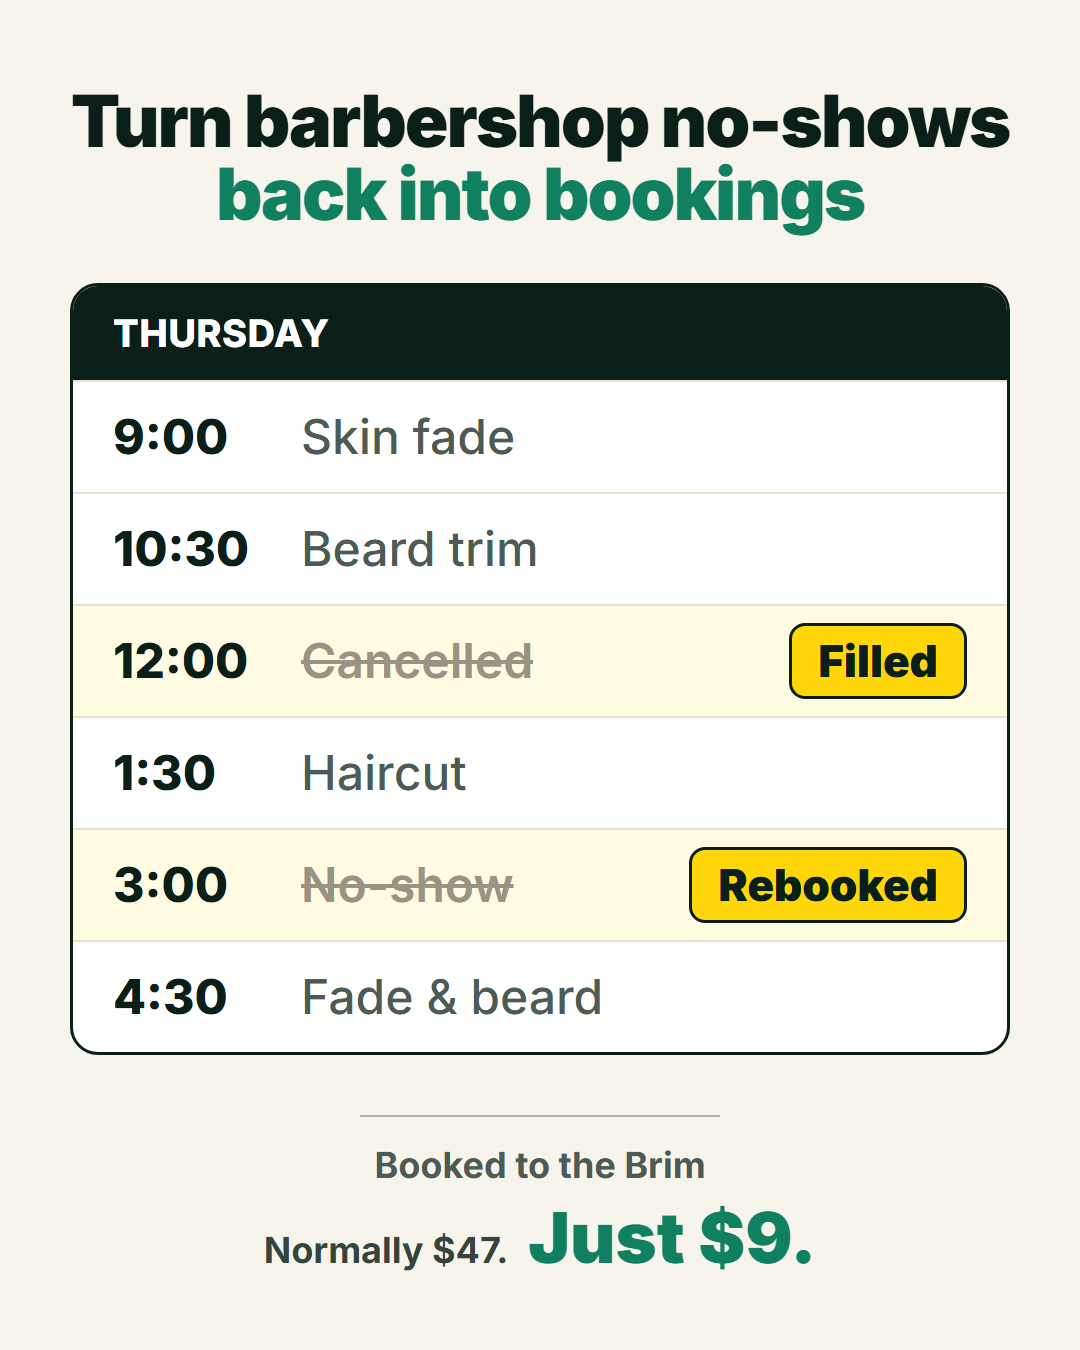 Turn barbershop no-shows
back into bookings
THURSDAY
9:00 Skin fade
10:30 Beard trim
12:00 Cancelled Filled
1:30 Haircut
3:00 No-show Rebooked
4:30 Fade & beard
Booked to the Brim
Normally $47. Just $9.